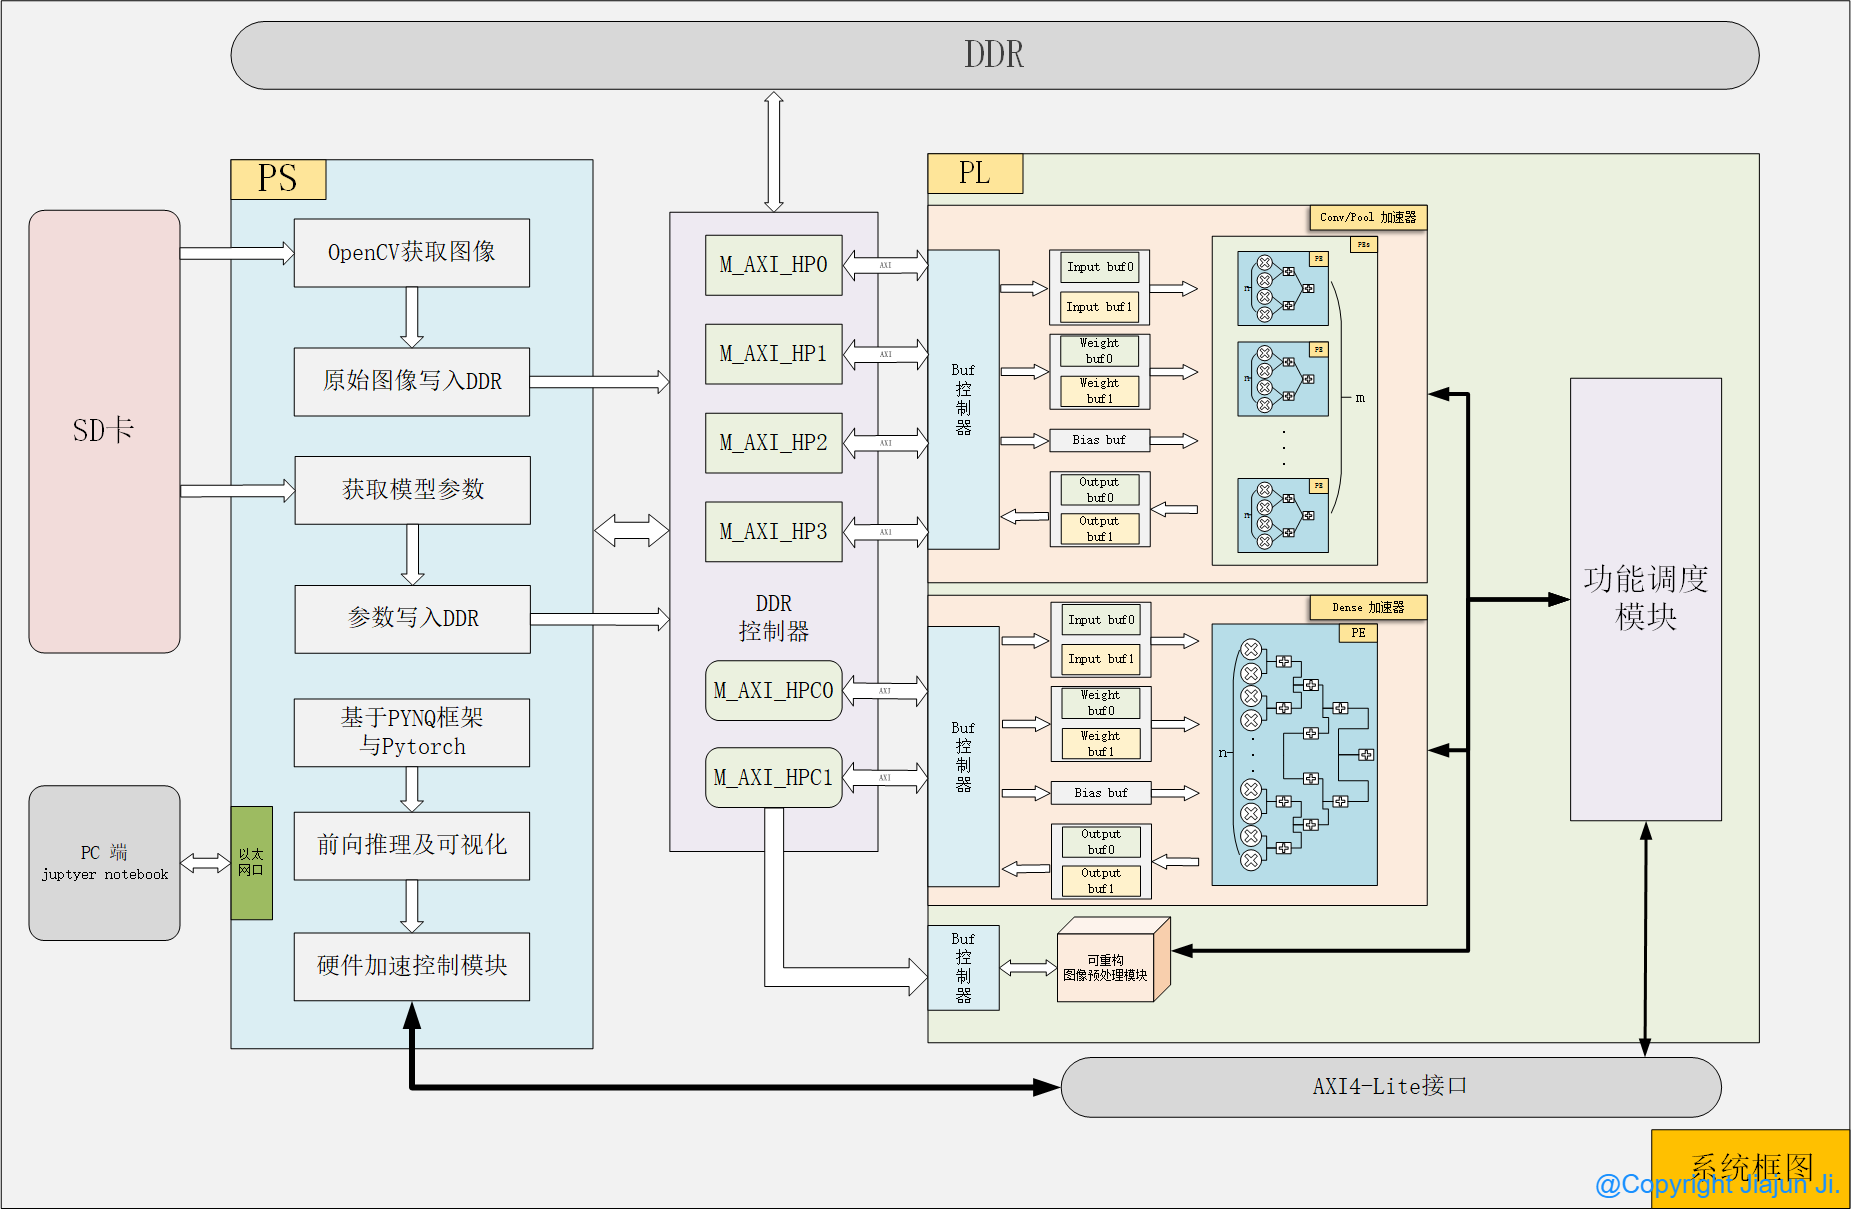 DDR
PS
SD卡
OpenCV获取图像
原始图像写入DDR
获取模型参数
参数写入DDR
基于PYNQ框架
与Pytorch
前向推理及可视化
硬件加速控制模块
PC 端
juptyer notebook
以太
网口
M_AXI_HP0
M_AXI_HP1
M_AXI_HP2
M_AXI_HP3
DDR
控制器
M_AXI_HPC0
M_AXI_HPC1
AXI
AXI
AXI
AXI
AXI
AXI
PL
Conv/Pool 加速器
Buf
控
制
器
Input buf0
Input buf1
Weight
buf0
Weight
buf1
Bias buf
Output
buf0
Output
buf1
PEs
PE
n
PE
n
PE
n
m
Dense 加速器
Buf
控
制
器
Input buf0
Input buf1
Weight
buf0
Weight
buf1
Bias buf
Output
buf0
Output
buf1
PE
n
Buf
控
制
器
可重构
图像预处理模块
功能调度
模块
AXI4-Lite接口
系统框图
@Copyright Jiajun Ji.